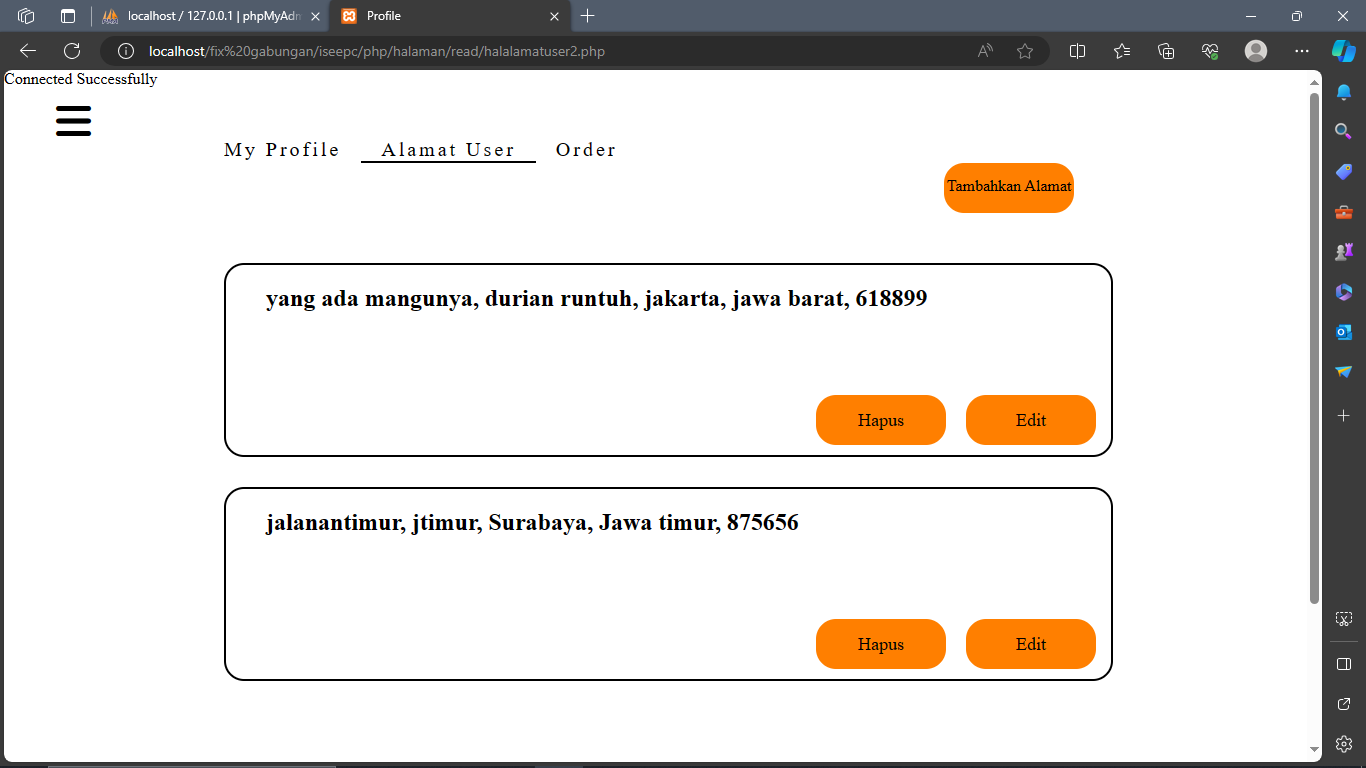 localhost / 127.0.0.1 | phpMyAdm
Profile
localhost/fix%20gabungan/iseepc/php/halaman/read/halalamatuser2.php
Connected Successfully
My Profile Alamat User Order
Tambahkan Alamat
yang ada mangunya, durian runtuh, jakarta, jawa barat, 618899
Hapus Edit
jalanantimur, jtimur, Surabaya, Jawa timur, 875656
Hapus Edit